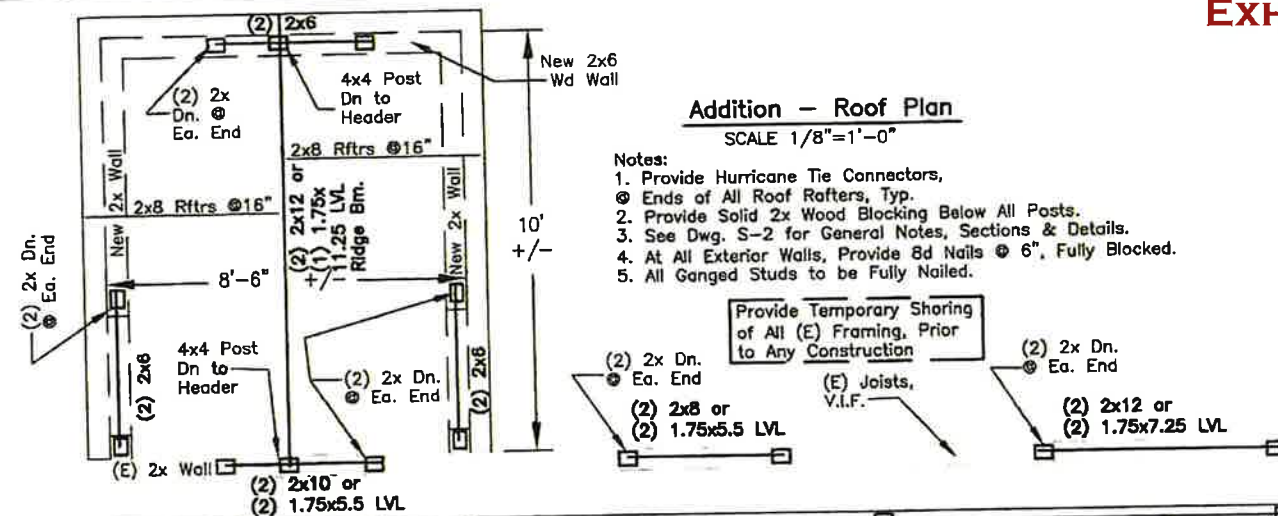 EXH
(2) 2x6
New 2x6
Wd Wall
(2) 2x
Dn. @
Ea. End
4x4 Post
Dn to
Header
Addition – Roof Plan
SCALE 1/8"=1'-0"
Notes:
1. Provide Hurricane Tie Connectors,
@ Ends of All Roof Rafters, Typ.
2. Provide Solid 2x Wood Blocking Below All Posts.
3. See Dwg. S-2 for General Notes, Sections & Details.
4. At All Exterior Walls, Provide 8d Nails @ 6", Fully Blocked.
5. All Ganged Studs to be Fully Nailed.
2x8 Rftrs @16"
2x8 Rftrs @16"
New 2x Wall
(2) 2x12 or
(1) 1.75x
11.25 LVL
Ridge Bm.
New 2x Wall
10'
+/-
8'-6"
+/-
(2) 2x Dn.
@ Ea. End
Provide Temporary Shoring
of All (E) Framing, Prior
to Any Construction
4x4 Post
Dn to
Header
(2) 2x6
(2) 2x Dn.
@ Ea. End
(2) 2x6
(2) 2x Dn.
@ Ea. End
(2) 2x8 or
(2) 1.75x5.5 LVL
(E) Joists,
V.I.F.
(2) 2x Dn.
@ Ea. End
(2) 2x12 or
(2) 1.75x7.25 LVL
(E) 2x Wall
(2) 2x10 or
(2) 1.75x5.5 LVL